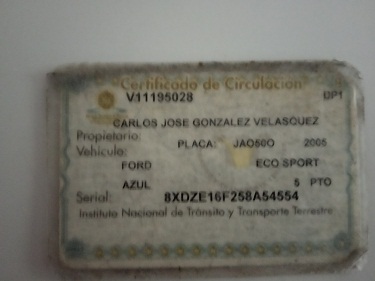 Certificado de Circulación
V11195028 DP1
CARLOS JOSE GONZALEZ VELASQUEZ
Propietario:
PLACA: JAO50O 2005
Vehículo:
FORD ECO SPORT
AZUL 5 PTO
Serial: 8XDZE16F258A54554
Instituto Nacional de Tránsito y Transporte Terrestre